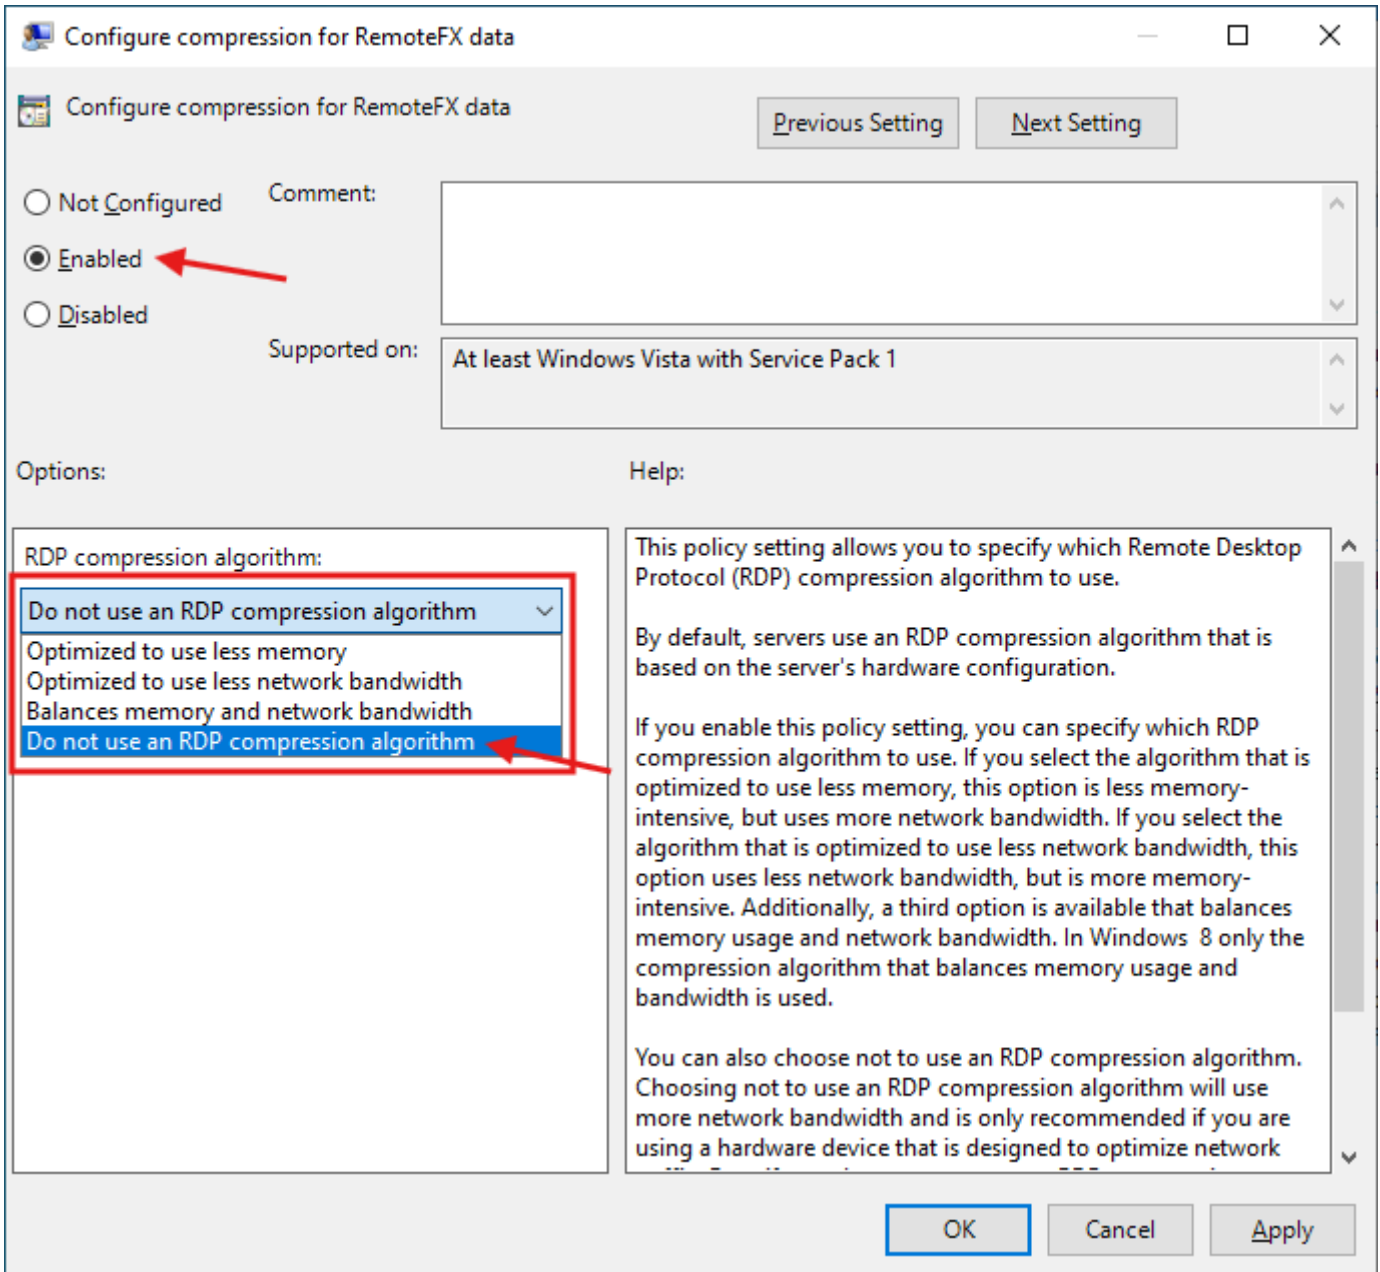 Configure compression for RemoteFX data
Configure compression for RemoteFX data
Previous Setting
Next Setting
Not Configured
Comment:
Enabled
Disabled
Supported on:
At least Windows Vista with Service Pack 1
Options:
Help:
RDP compression algorithm:
Do not use an RDP compression algorithm
Optimized to use less memory
Optimized to use less network bandwidth
Balances memory and network bandwidth
Do not use an RDP compression algorithm
This policy setting allows you to specify which Remote Desktop
Protocol (RDP) compression algorithm to use.
By default, servers use an RDP compression algorithm that is
based on the server's hardware configuration.
If you enable this policy setting, you can specify which RDP
compression algorithm to use. If you select the algorithm that is
optimized to use less memory, this option is less memory-
intensive, but uses more network bandwidth. If you select the
algorithm that is optimized to use less network bandwidth, this
option uses less network bandwidth, but is more memory-
intensive. Additionally, a third option is available that balances
memory usage and network bandwidth. In Windows  8 only the
compression algorithm that balances memory usage and
bandwidth is used.
You can also choose not to use an RDP compression algorithm.
Choosing not to use an RDP compression algorithm will use
more network bandwidth and is only recommended if you are
using a hardware device that is designed to optimize network
OK
Cancel
Apply